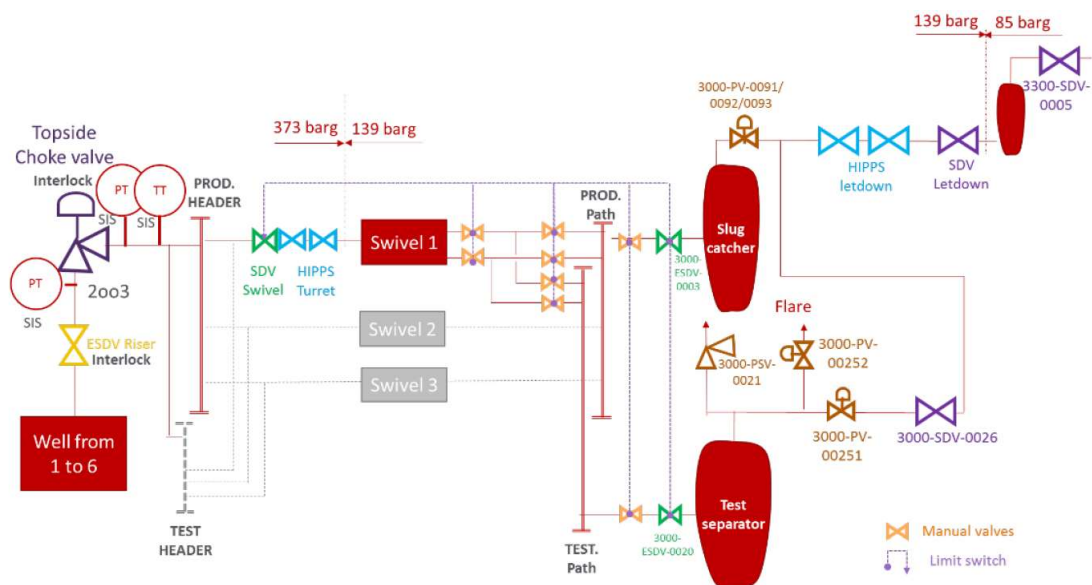 139 barg
85 barg
3000-PV-0091/
0092/0093
3300-SDV-
0005
373 barg
139 barg
Topside
Choke valve
Interlock
PT
TT
SIS
SIS
PROD.
HEADER
PROD.
Path
HIPPS
letdown
SDV
Letdown
Swivel 1
Slug
catcher
SDV
Swivel
HIPPS
Turret
3000-
ESDV-
0003
PT
2oo3
SIS
Flare
ESDV Riser
Interlock
Swivel 2
3000-PSV-
0021
3000-PV-
00252
Swivel 3
Well from
1 to 6
3000-PV-
00251
3000-SDV-0026
TEST
HEADER
Test
separator
TEST.
Path
3000-
ESDV-0020
Manual valves
Limit switch